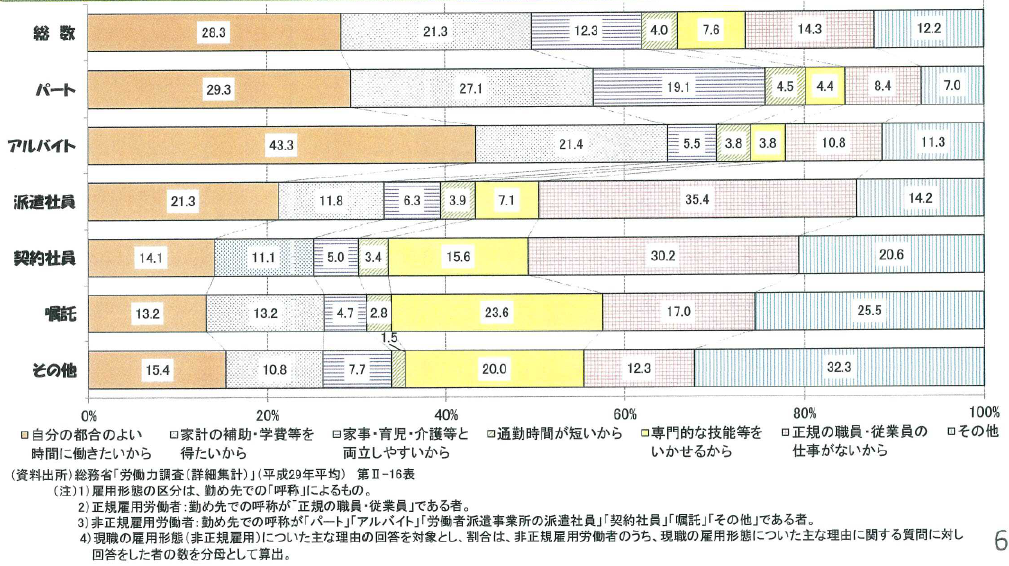 総 数 28.3 21.3 12.3 4.0 7.6 14.3 12.2
パート 29.3 27.1 19.1 4.5 4.4 8.4 7.0
アルバイト 43.3 21.4 5.5 3.8 3.8 10.8 11.3
派遣社員 21.3 11.8 6.3 3.9 7.1 35.4 14.2
契約社員 14.1 11.1 5.0 3.4 15.6 30.2 20.6
嘱託 13.2 13.2 4.7 2.8 23.6 17.0 25.5
1.5
その他 15.4 10.8 7.7 20.0 12.3 32.3
0% 20% 40% 60% 80% 100%
自分の都合のよい
時間に働きたいから
家計の補助・学費等を
得たいから
家事・育児・介護等と
両立しやすいから
通勤時間が短いから
専門的な技能等を
いかせるから
正規の職員・従業員の
仕事がないから
その他
(資料出所)総務省「労働力調査(詳細集計)」(平成29年平均) 第Ⅱ-16表
(注)1)雇用形態の区分は、勤め先での「呼称」によるもの。
2)正規雇用労働者:勤め先での呼称が「正規の職員・従業員」である者。
3)非正規雇用労働者:勤め先での呼称が「パート」「アルバイト」「労働者派遣事業所の派遣社員」「契約社員」「嘱託」「その他」である者。
4)現職の雇用形態(非正規雇用)についた主な理由の回答を対象とし、割合は、非正規雇用労働者のうち、現職の雇用形態についた主な理由に関する質問に対し
回答をした者の数を分母として算出。
6